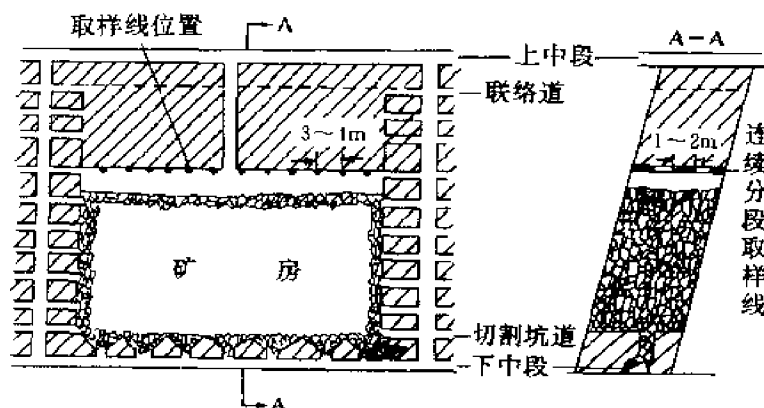 取样线位置
A
上中段
A-A
联络道
3~1m
1~2m
连续分段取样线
矿 房
切割坑道
下中段
A